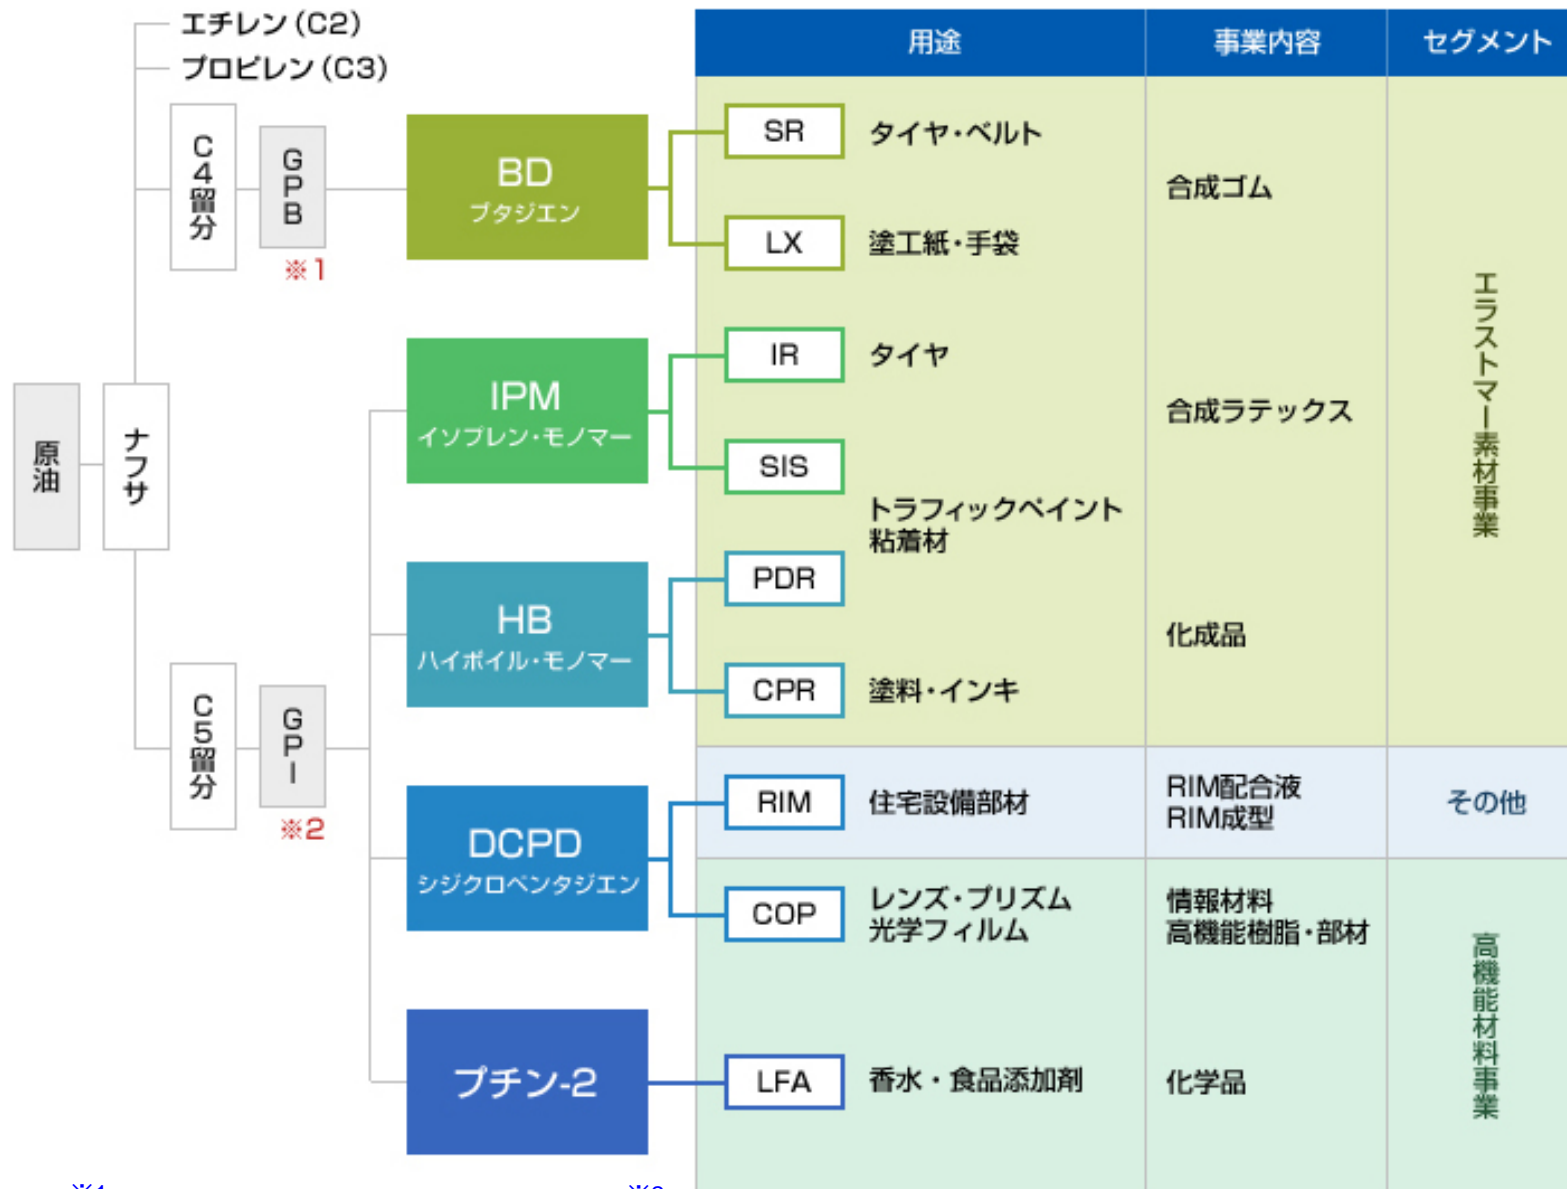 エチレン（C2）
プロピレン（C3）
原油
ナフサ
C4留分
GPB
※1
C5留分
GPI
※2
BD
ブタジエン
IPM
イソプレン・モノマー
HB
ハイボイル・モノマー
DCPD
シジクロペンタジエン
ブチン-2
用途
事業内容
セグメント
SR
タイヤ・ベルト
LX
塗工紙・手袋
合成ゴム
IR
タイヤ
SIS
合成ラテックス
トラフィックペイント
粘着材
PDR
CPR
塗料・インキ
化成品
エラストマー素材事業
RIM
住宅設備部材
RIM配合液
RIM成型
その他
COP
レンズ・プリズム
光学フィルム
情報材料
高機能樹脂・部材
LFA
香水・食品添加剤
化学品
高機能材料事業